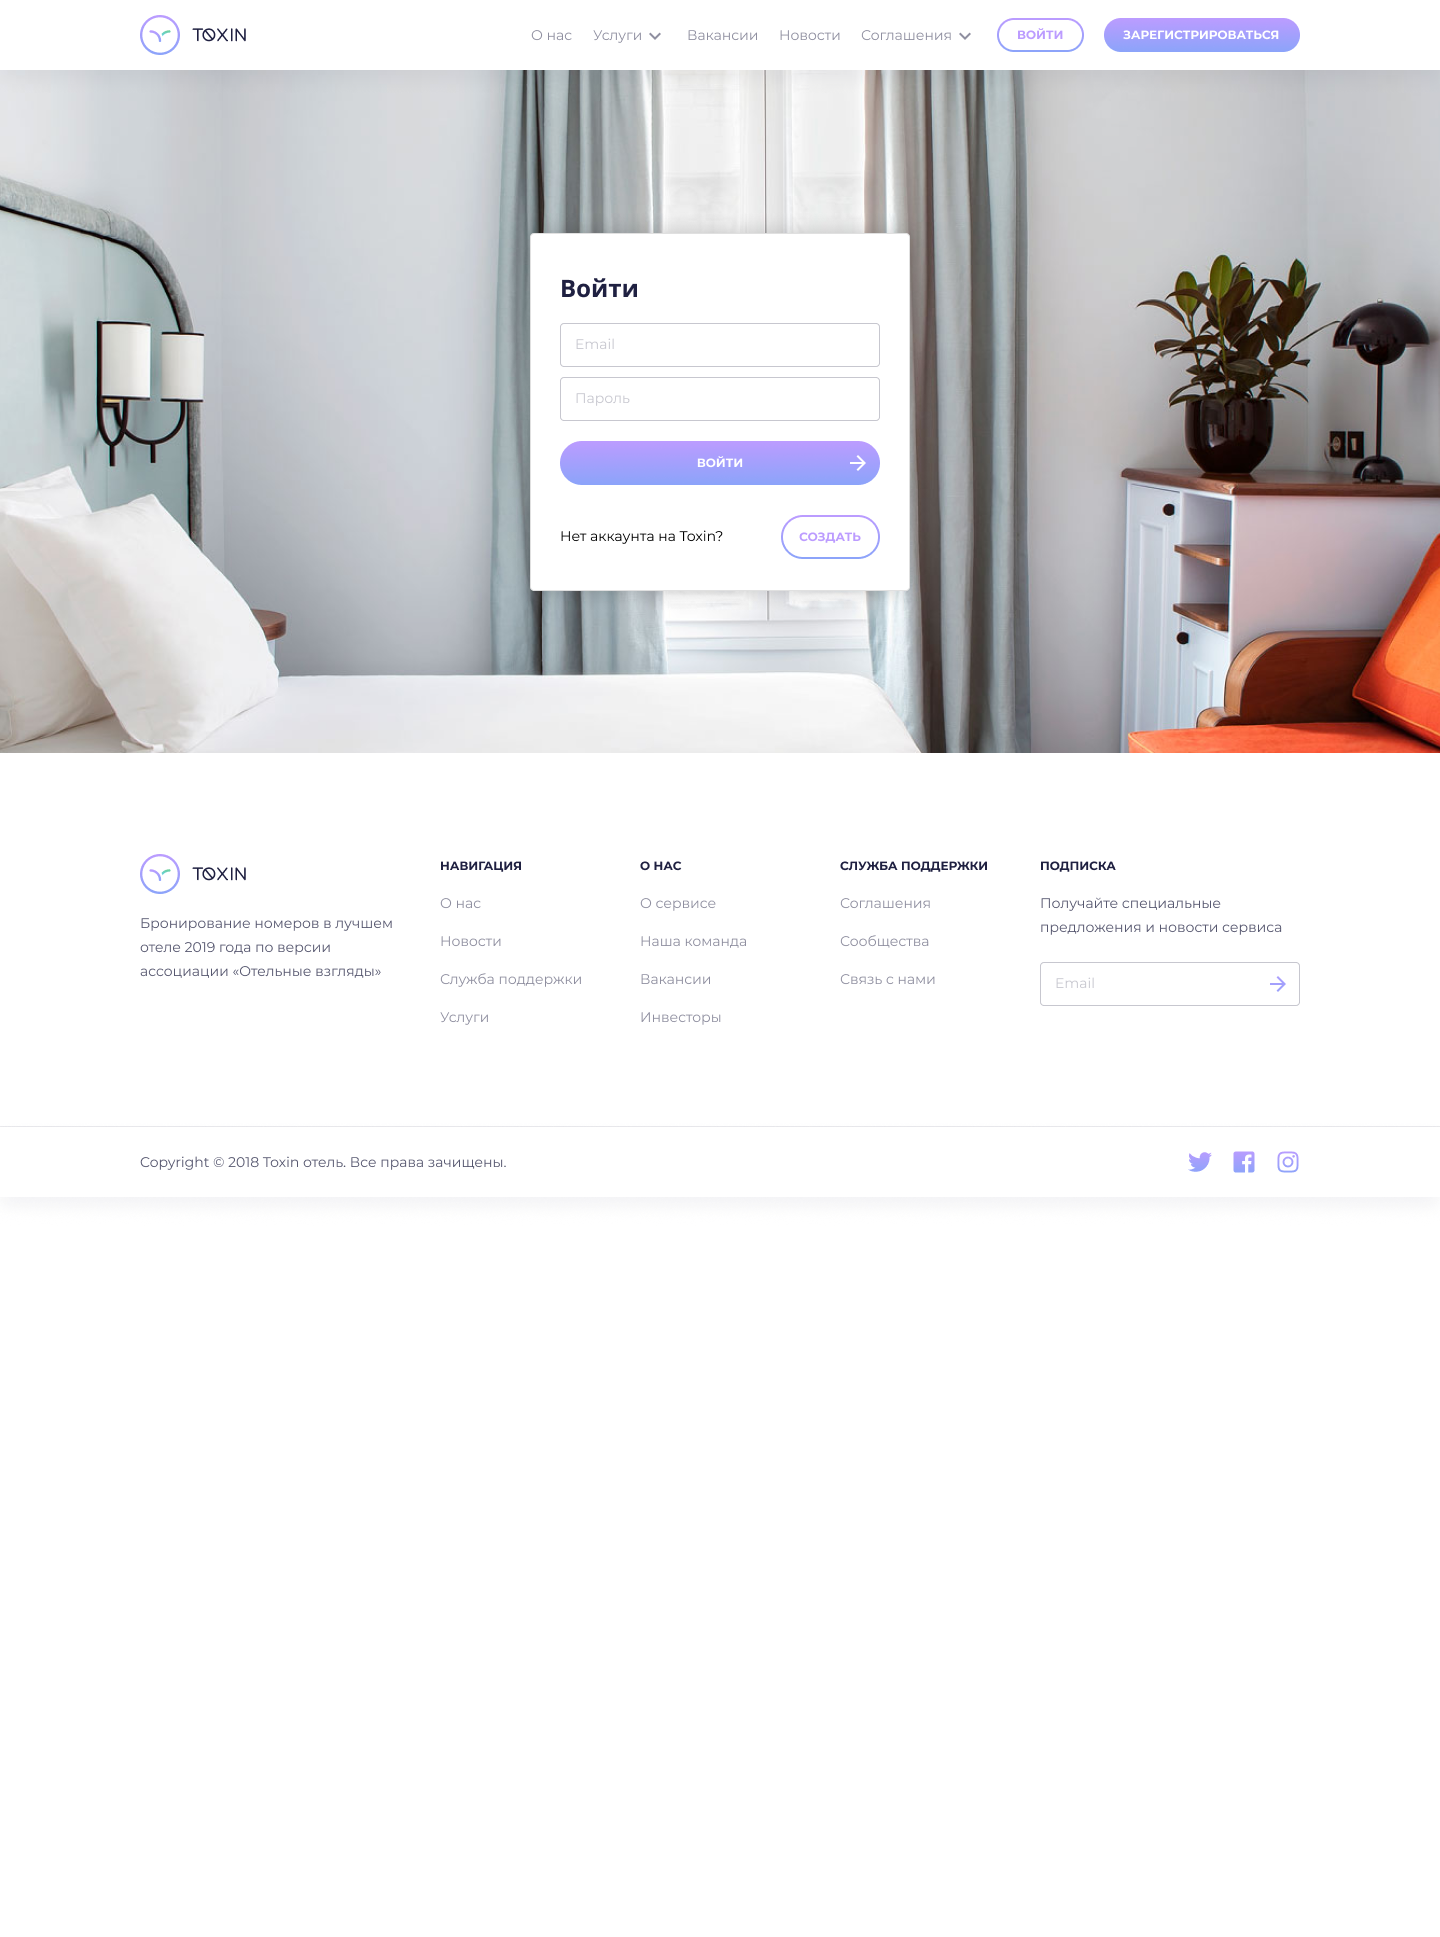 TOXIN
О нас Услуги Вакансии Новости Соглашения ВОЙТИ ЗАРЕГИСТРИРОВАТЬСЯ
Войти
Email
Пароль
ВОЙТИ
Нет аккаунта на Toxin? СОЗДАТЬ
TOXIN
Бронирование номеров в лучшем
отеле 2019 года по версии
ассоциации «Отельные взгляды»
НАВИГАЦИЯ
О нас
Новости
Служба поддержки
Услуги
О НАС
О сервисе
Наша команда
Вакансии
Инвесторы
СЛУЖБА ПОДДЕРЖКИ
Соглашения
Сообщества
Связь с нами
ПОДПИСКА
Получайте специальные
предложения и новости сервиса
Email
Copyright © 2018 Toxin отель. Все права зачищены.